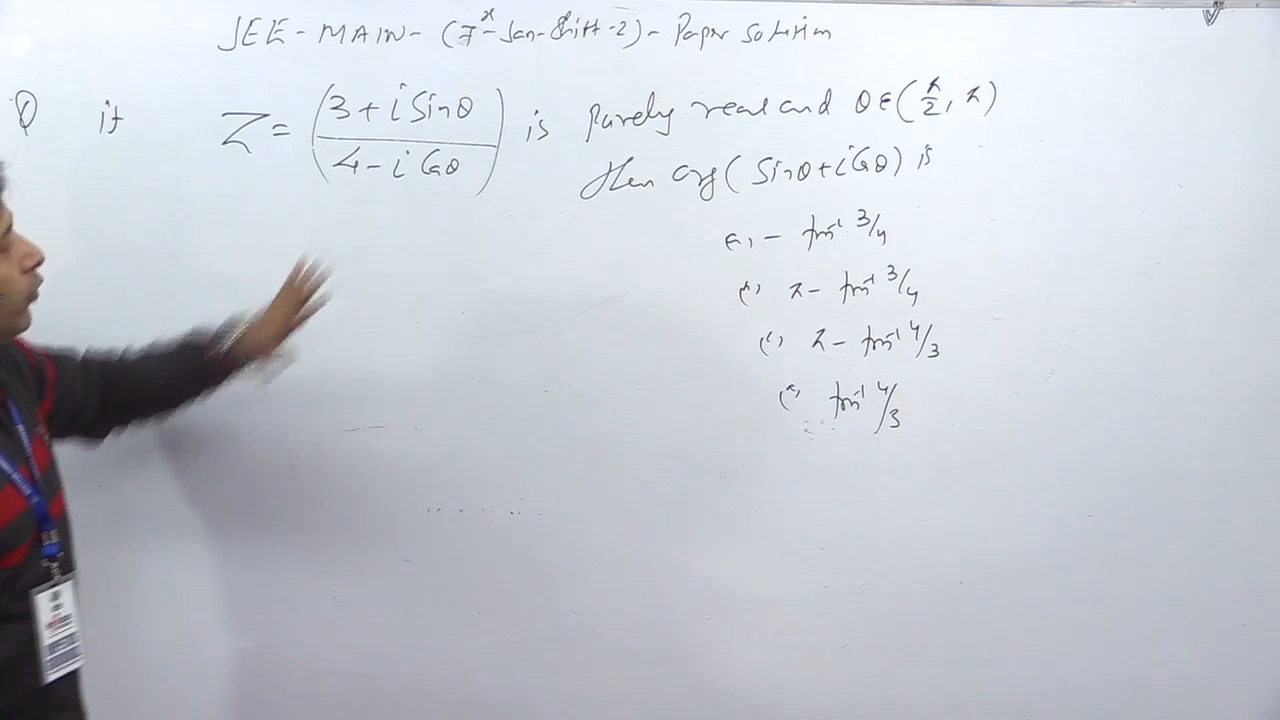 JEE-MAIN-(7-Jan-Shift-2)-Paper Solution
Q if Z = (3 + i Sinθ / 4 - i Cosθ) is Purely real and θ ∈ (π/2, π)
then arg(Sinθ + i Cosθ) is
- tan⁻¹ 3/4
π - tan⁻¹ 3/4
π - tan⁻¹ 4/3
tan⁻¹ 4/3